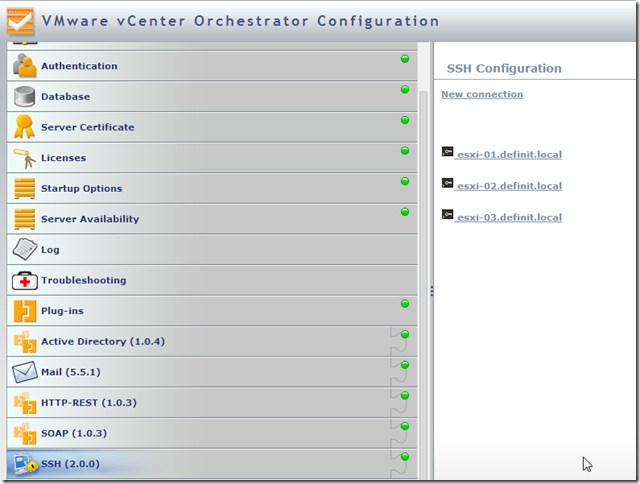 VMware vCenter Orchestrator Configuration
Authentication
Database
Server Certificate
Licenses
Startup Options
Server Availability
Log
Troubleshooting
Plug-ins
Active Directory (1.0.4)
Mail (5.5.1)
HTTP-REST (1.0.3)
SOAP (1.0.3)
SSH (2.0.0)
SSH Configuration
New connection
esxi-01.definit.local
esxi-02.definit.local
esxi-03.definit.local